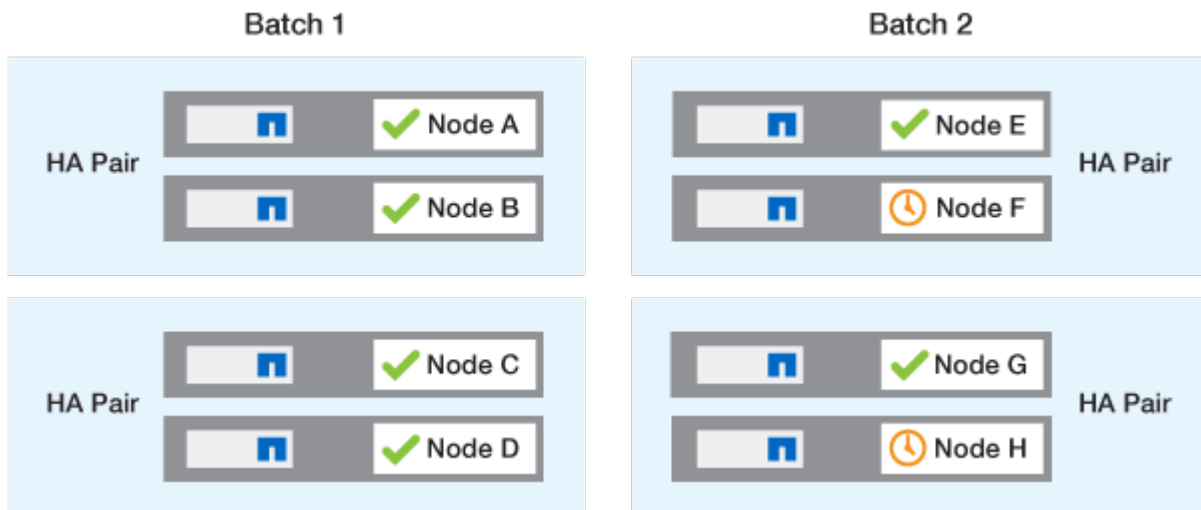 Batch 1
HA Pair
Node A
Node B
HA Pair
Node C
Node D
Batch 2
Node E
Node F
HA Pair
Node G
Node H
HA Pair